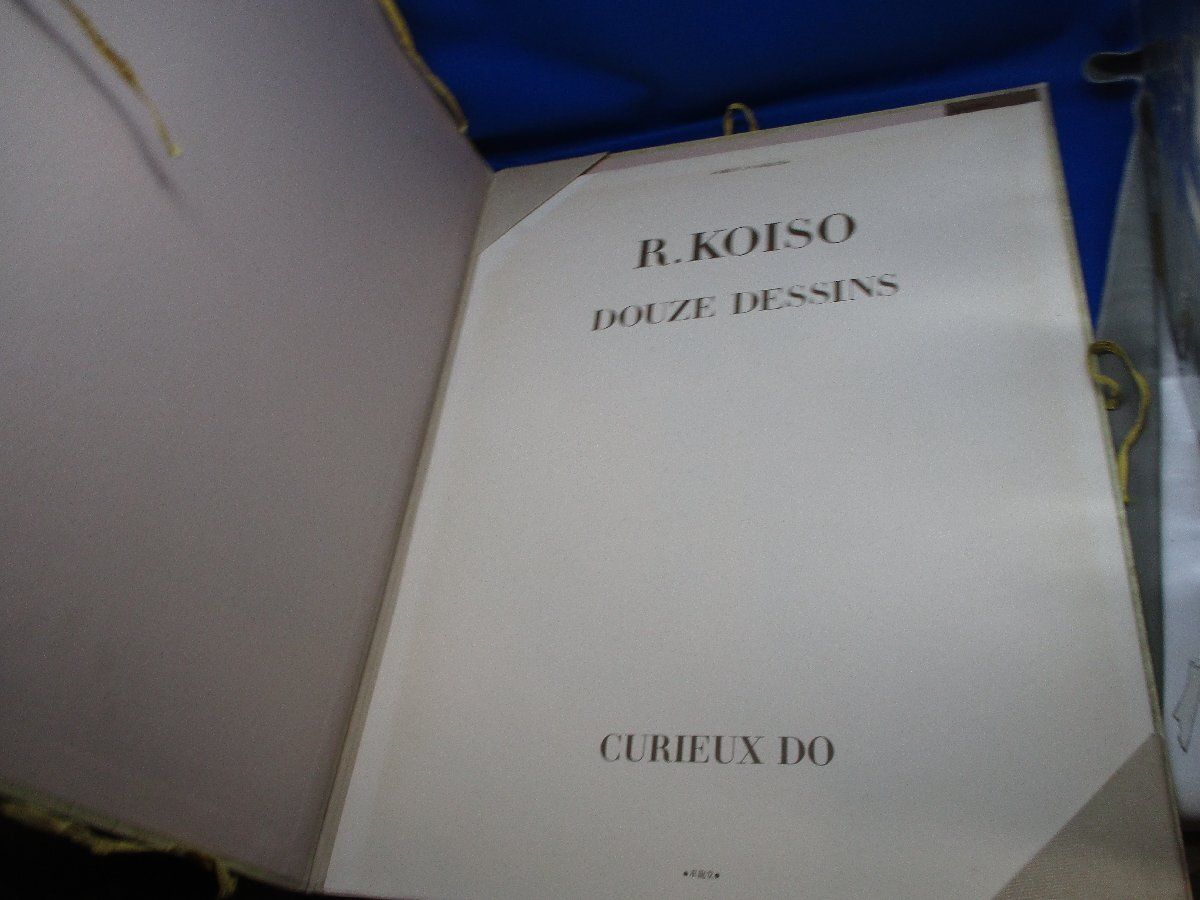 R.KOISO
DOUZE DESSINS
CURIEUX DO